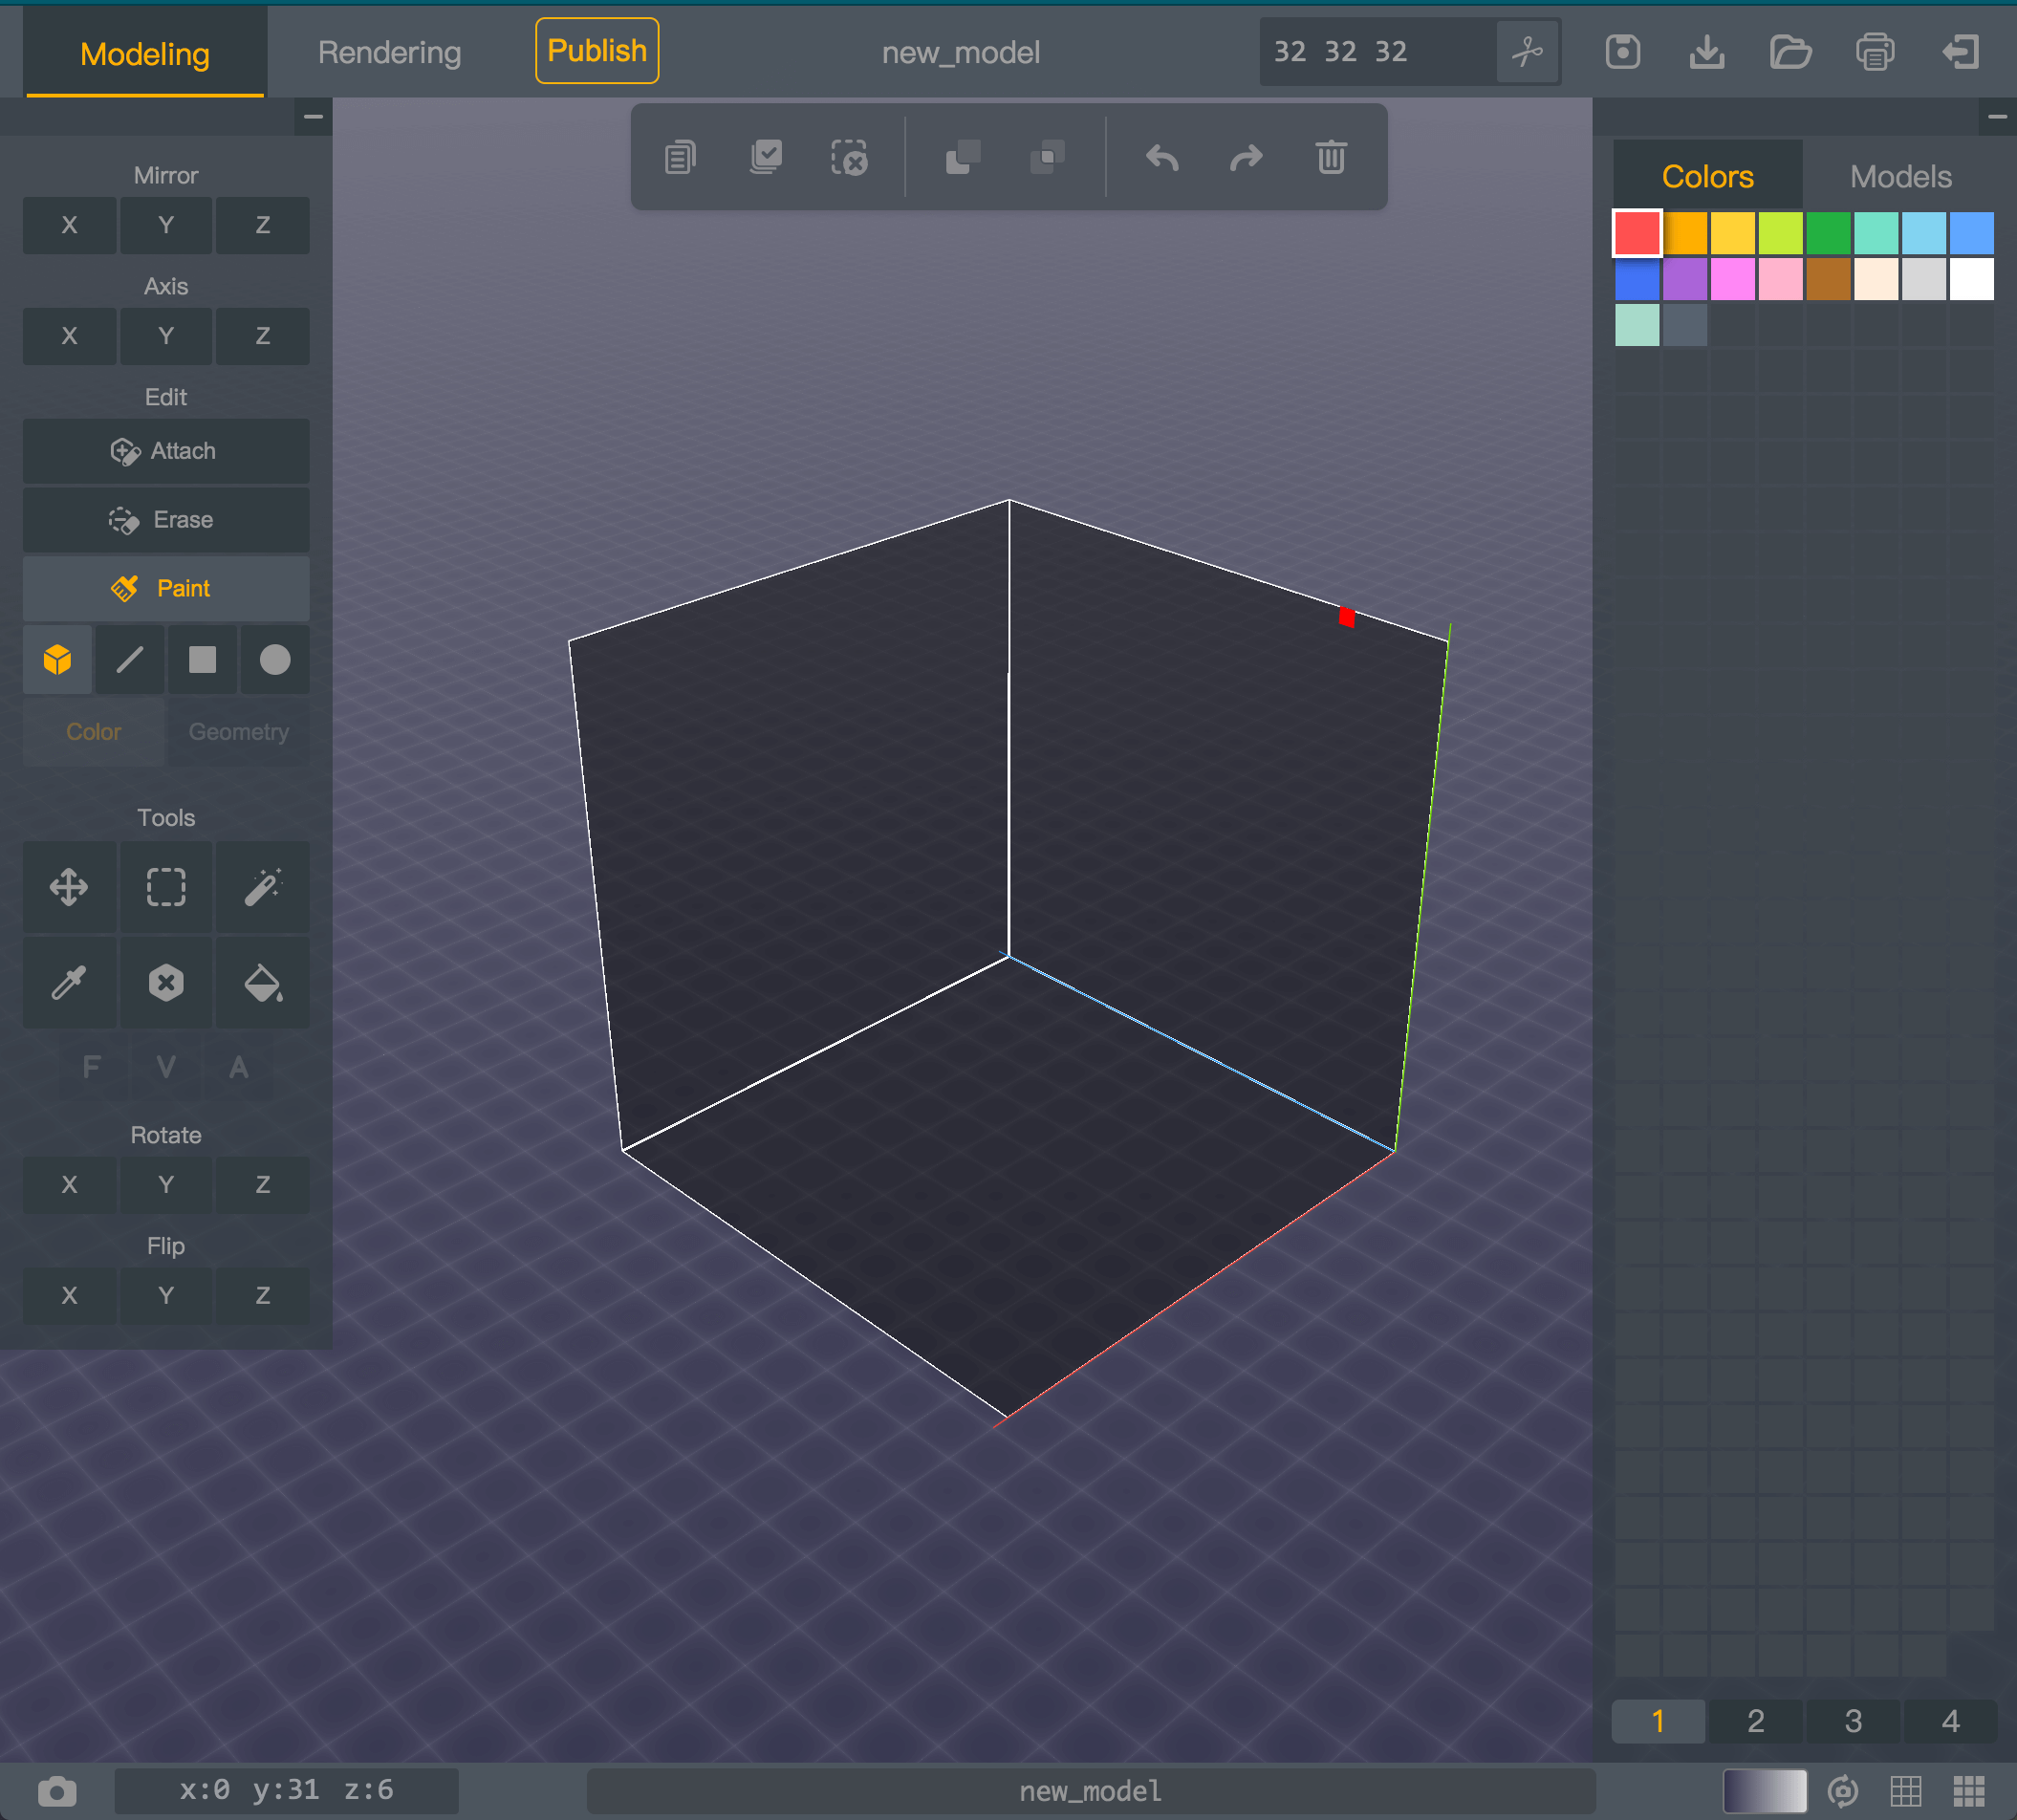 Modeling Rendering Publish new_model 32 32 32
Mirror
X Y Z
Axis
X Y Z
Edit
Attach
Erase
Paint
Color Geometry
Tools
F V A
Rotate
X Y Z
Flip
X Y Z
Colors Models
1 2 3 4
x:0 y:31 z:6 new_model